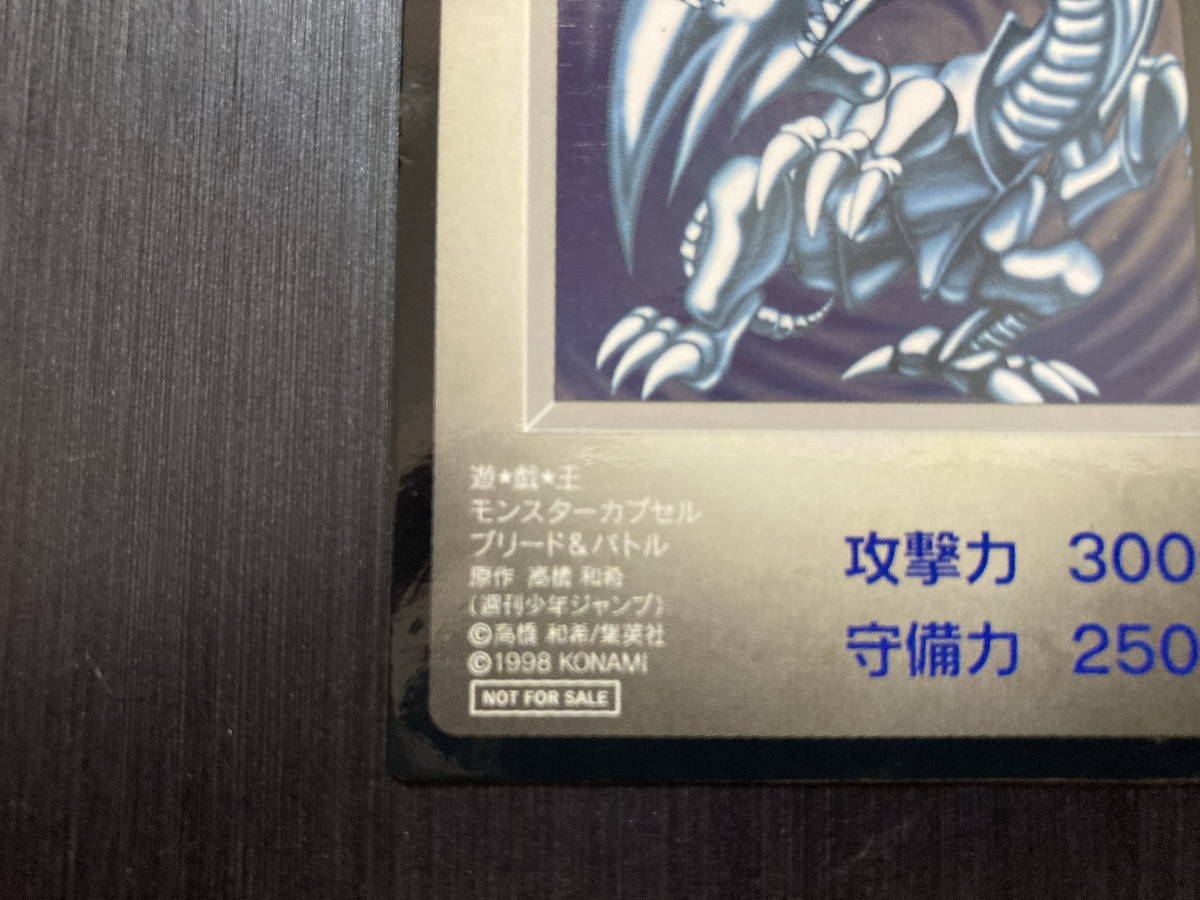 遊★戯★王
モンスターカプセル
ブリード&バトル
原作 高橋 和希
(週刊少年ジャンプ)
©高橋 和希/集英社
©1998 KONAMI
NOT FOR SALE
攻撃力 300
守備力 250